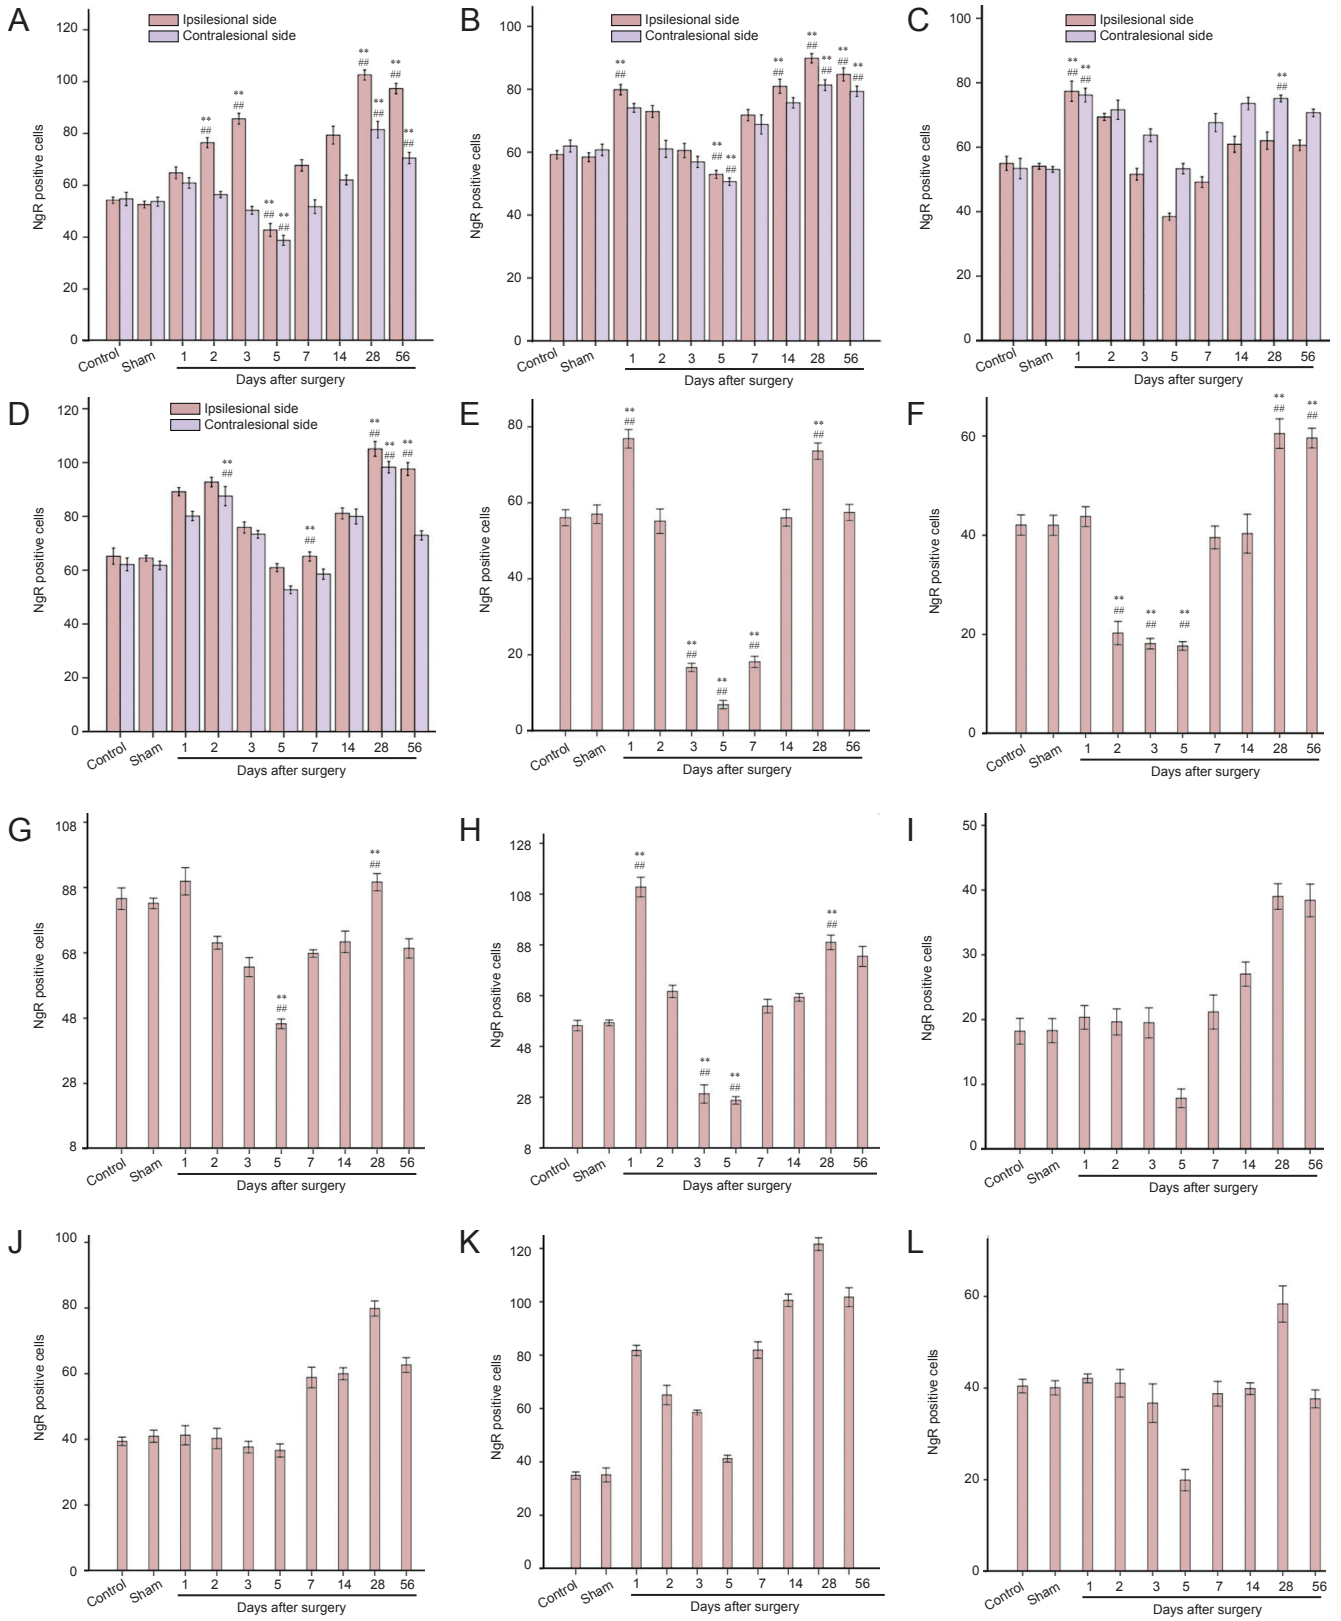 A
Ipsilesional side
Contralesional side
NgR positive cells
120
100
80
60
40
20
0
** ##
** ##
** ##
** ##
** ##
** ##
** ##
** ##
Control Sham 1 2 3 5 7 14 28 56
Days after surgery
B
Ipsilesional side
Contralesional side
NgR positive cells
100
80
60
40
20
0
** ##
** ##
** ##
** ##
** ##
** ##
** ##
** ##
Control Sham 1 2 3 5 7 14 28 56
Days after surgery
C
Ipsilesional side
Contralesional side
NgR positive cells
100
80
60
40
20
0
** ##
** ##
** ##
Control Sham 1 2 3 5 7 14 28 56
Days after surgery
D
Ipsilesional side
Contralesional side
NgR positive cells
120
100
80
60
40
20
0
** ##
** ##
** ##
** ##
** ##
Control Sham 1 2 3 5 7 14 28 56
Days after surgery
E
NgR positive cells
80
60
40
20
0
** ##
** ##
** ##
** ##
** ##
Control Sham 1 2 3 5 7 14 28 56
Days after surgery
F
NgR positive cells
60
40
20
0
** ##
** ##
** ##
** ##
** ##
Control Sham 1 2 3 5 7 14 28 56
Days after surgery
G
NgR positive cells
108
88
68
48
28
8
** ##
** ##
Control Sham 1 2 3 5 7 14 28 56
Days after surgery
H
NgR positive cells
128
108
88
68
48
28
8
** ##
** ##
** ##
** ##
Control Sham 1 2 3 5 7 14 28 56
Days after surgery
I
NgR positive cells
50
40
30
20
10
0
Control Sham 1 2 3 5 7 14 28 56
Days after surgery
J
NgR positive cells
100
80
60
40
20
0
Control Sham 1 2 3 5 7 14 28 56
Days after surgery
K
NgR positive cells
120
100
80
60
40
20
0
Control Sham 1 2 3 5 7 14 28 56
Days after surgery
L
NgR positive cells
60
40
20
0
Control Sham 1 2 3 5 7 14 28 56
Days after surgery